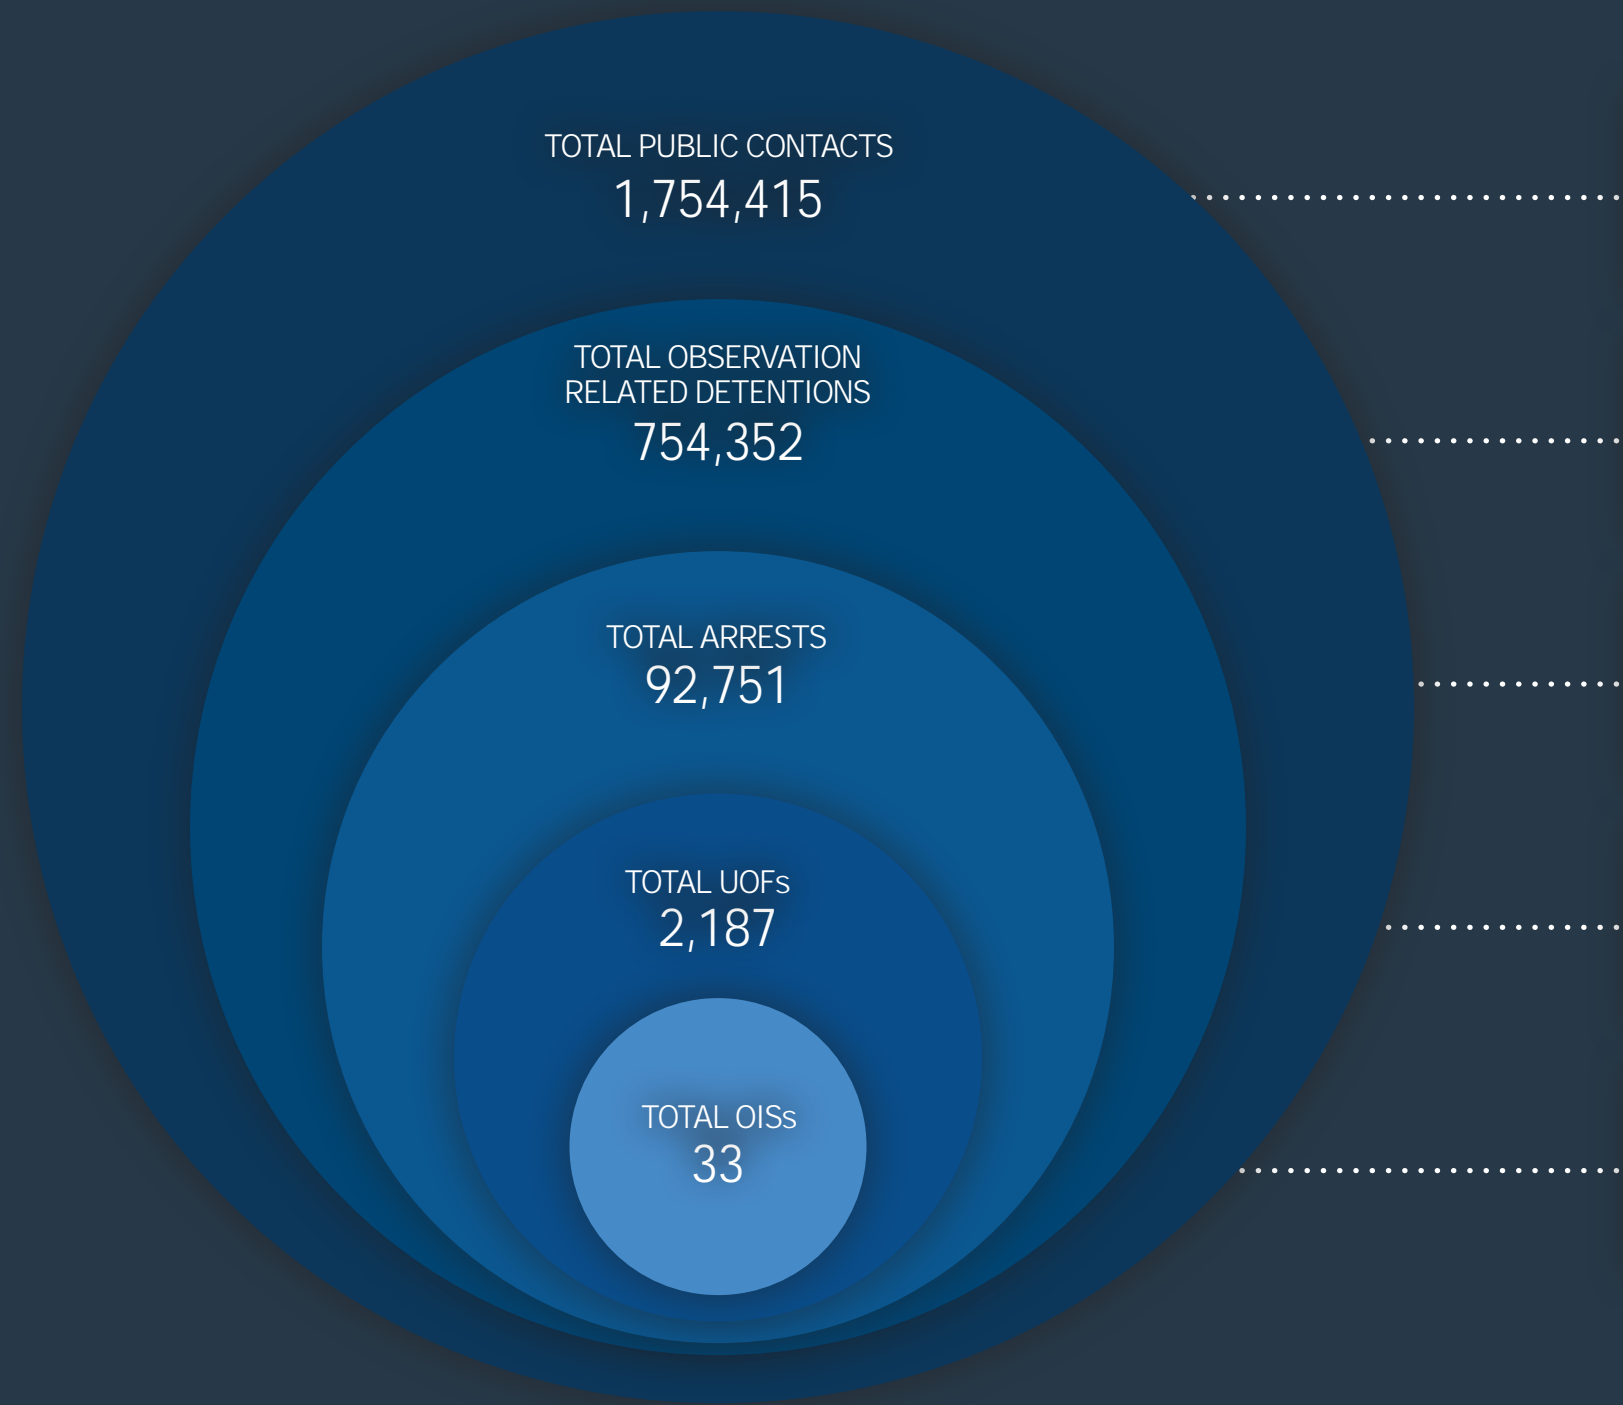 TOTAL PUBLIC CONTACTS
1,754,415
TOTAL OBSERVATION
RELATED DETENTIONS
754,352
TOTAL ARRESTS
92,751
TOTAL UOFs
2,187
TOTAL OISs
33